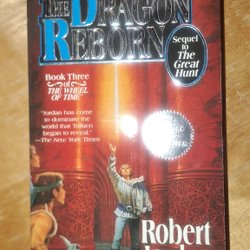 THE DRAGON
REBORN
Sequel to
The Great
Hunt
Book Three
of
THE WHEEL
OF TIME
"Jordan has come
to dominate
the world
that Tolkien
began to reveal."
—The New York Times
Robert